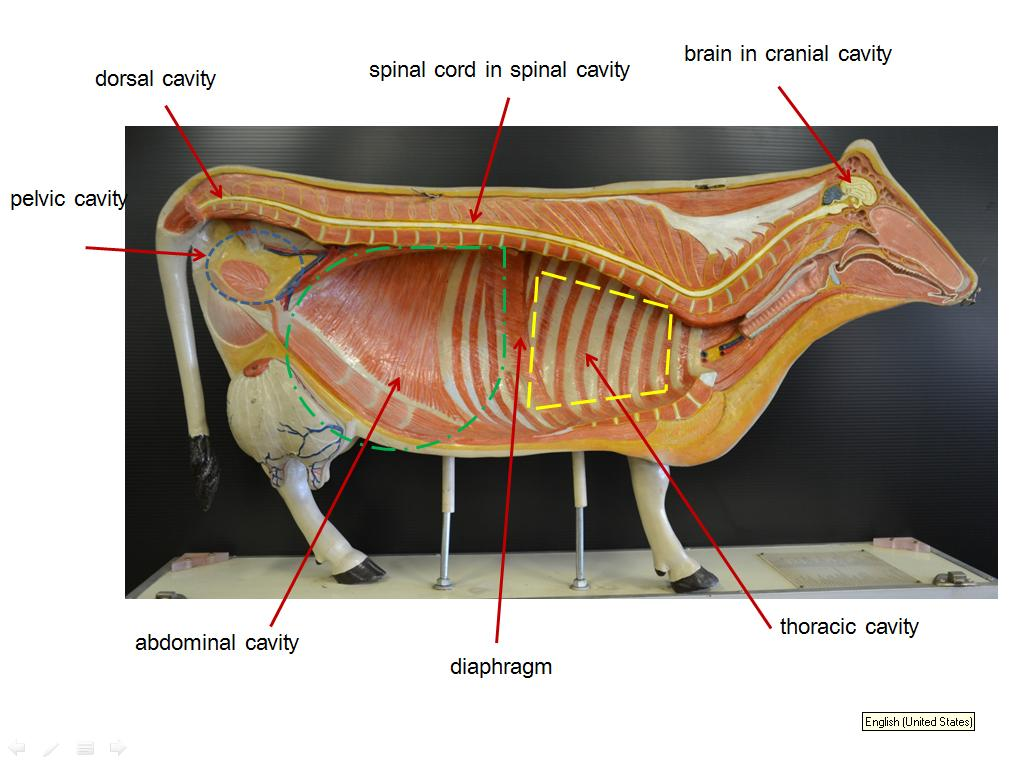 brain in cranial cavity
spinal cord in spinal cavity
dorsal cavity
pelvic cavity
thoracic cavity
abdominal cavity
diaphragm
English (United States)